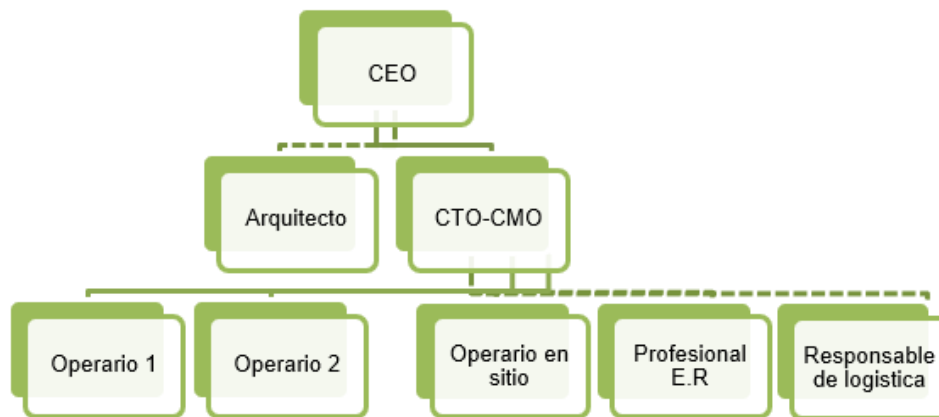 CEO
Arquitecto
CTO-CMO
Operario 1
Operario 2
Operario en
sitio
Profesional
E.R
Responsable
de logistica